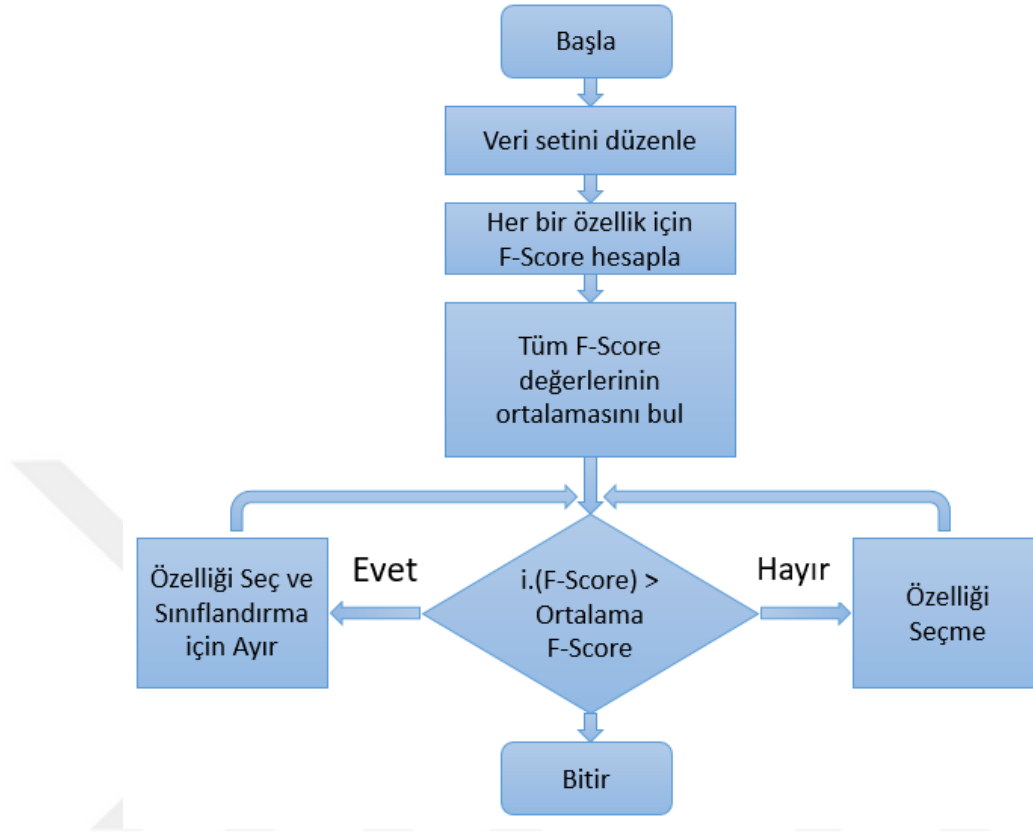 Başla
Veri setini düzenle
Her bir özellik için
F-Score hesapla
Tüm F-Score
değerlerinin
ortalamasını bul
Özelliği Seç ve
Sınıflandırma
için Ayır
Evet
i.(F-Score) >
Ortalama
F-Score
Hayır
Özelliği
Seçme
Bitir